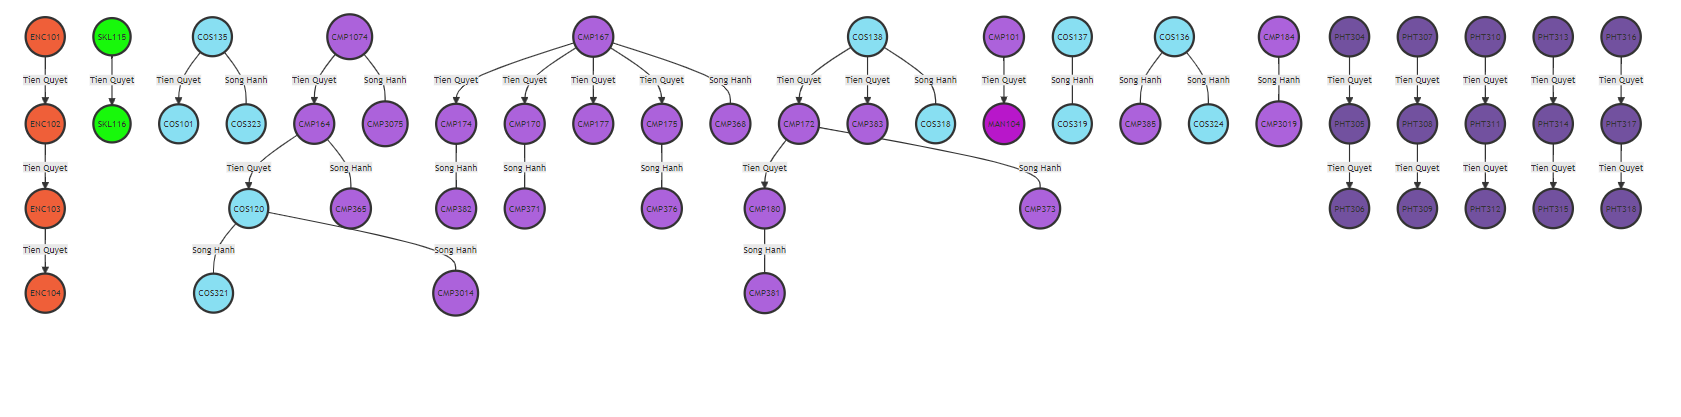 ENC101 SKL115 COS135 CMP1074 CMP167 COS138 CMP101 COS137 COS136 CMP184 PHT304 PHT307 PHT310 PHT313 PHT316
Tien Quyet Tien Quyet Tien Quyet Song Hanh Tien Quyet Song Hanh Tien Quyet Tien Quyet Tien Quyet Tien Quyet Song Hanh Tien Quyet Tien Quyet Song Hanh Tien Quyet Song Hanh Song Hanh Song Hanh Song Hanh Tien Quyet Tien Quyet Tien Quyet Tien Quyet Tien Quyet
ENC102 SKL116 COS101 COS323 CMP164 CMP3075 CMP174 CMP170 CMP177 CMP175 CMP368 CMP172 CMP383 COS318 MAN104 COS319 CMP385 COS324 CMP3019 PHT305 PHT308 PHT311 PHT314 PHT317
Tien Quyet Tien Quyet Song Hanh Song Hanh Song Hanh Song Hanh Tien Quyet Song Hanh Tien Quyet Tien Quyet Tien Quyet Tien Quyet Tien Quyet
ENC103 COS120 CMP365 CMP382 CMP371 CMP376 CMP180 CMP373 PHT306 PHT309 PHT312 PHT315 PHT318
Tien Quyet Song Hanh Song Hanh Song Hanh
ENC104 COS321 CMP3014 CMP381